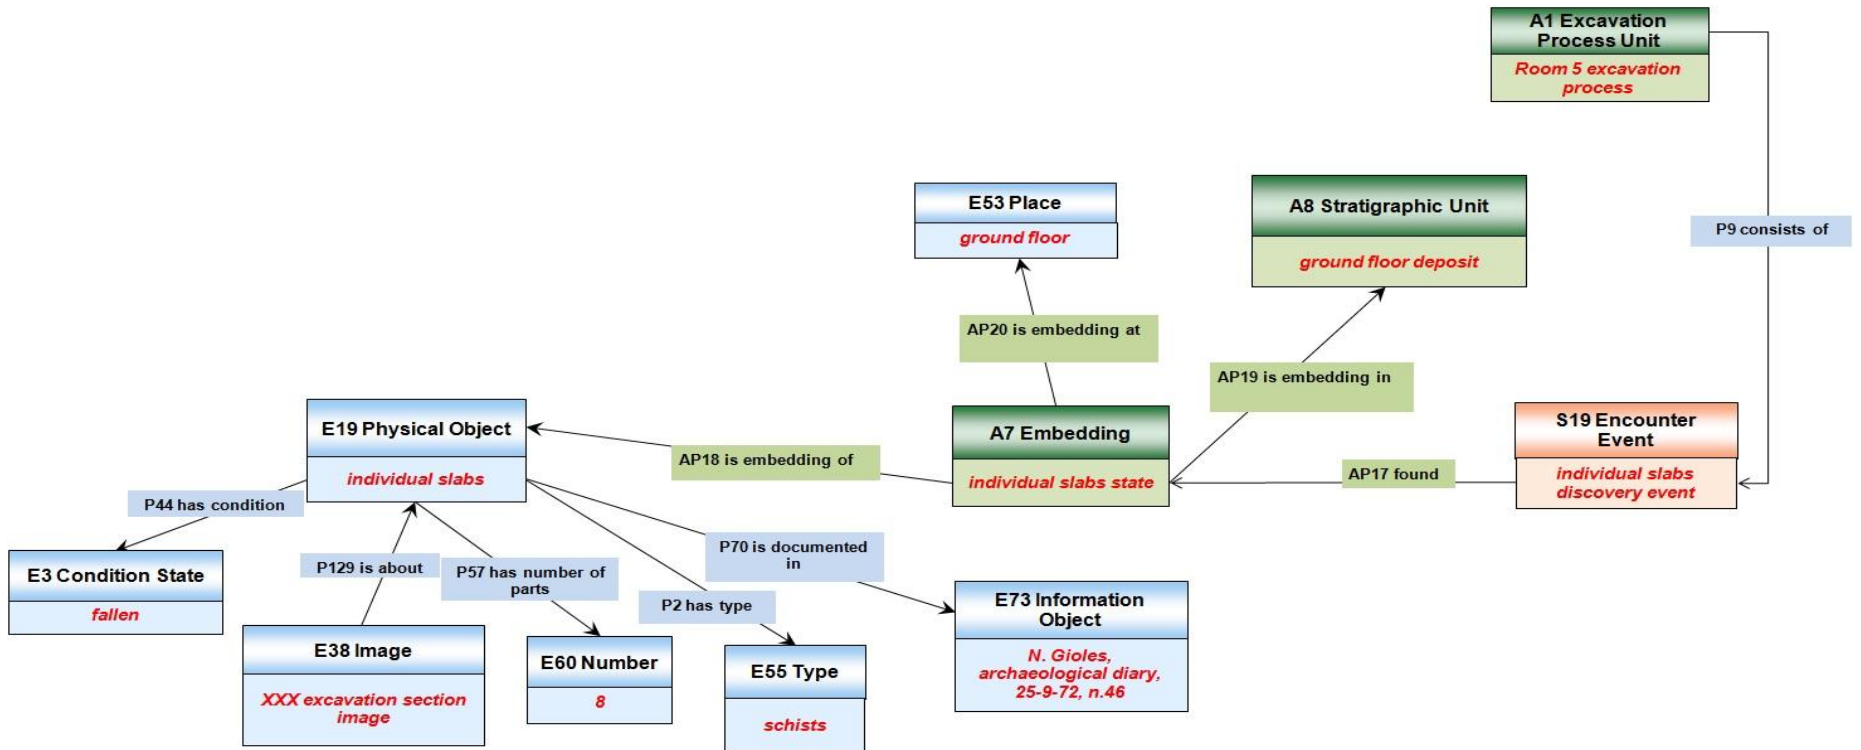 A1 Excavation
Process Unit
Room 5 excavation
process
E53 Place
ground floor
A8 Stratigraphic Unit
ground floor deposit
P9 consists of
AP20 is embedding at
AP19 is embedding in
E19 Physical Object
individual slabs
AP18 is embedding of
A7 Embedding
individual slabs state
AP17 found
S19 Encounter
Event
individual slabs
discovery event
P44 has condition
E3 Condition State
fallen
P129 is about
P57 has number of
parts
P70 is documented
in
P2 has type
E38 Image
XXX excavation section
image
E60 Number
8
E55 Type
schists
E73 Information
Object
N. Gioles,
archaeological diary,
25-9-72, n.46